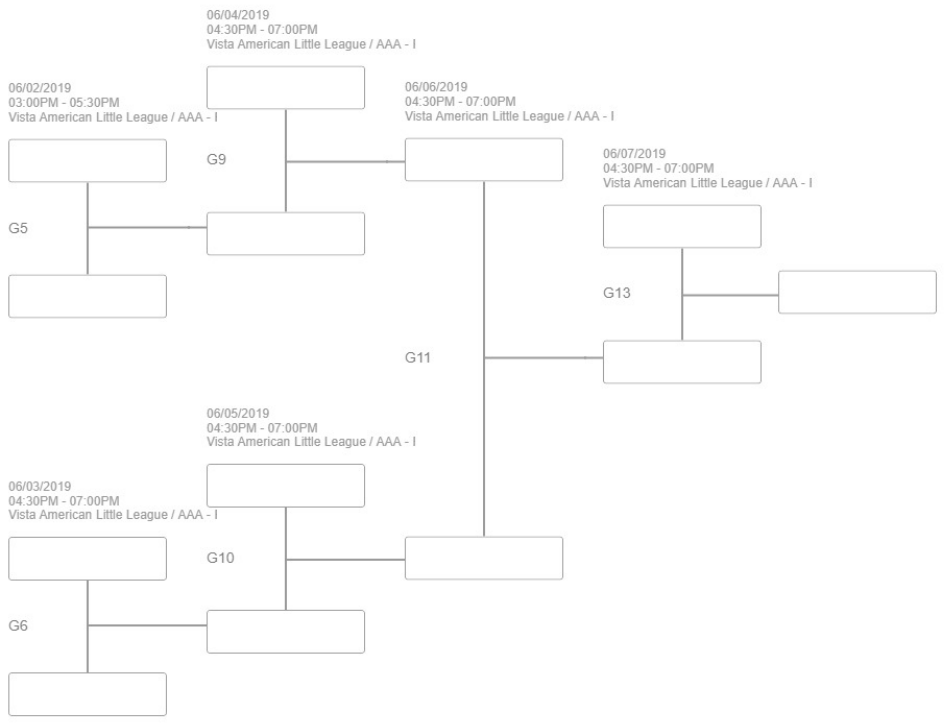 06/04/2019
04:30PM - 07:00PM
Vista American Little League / AAA - I
06/02/2019
03:00PM - 05:30PM
Vista American Little League / AAA - I
06/06/2019
04:30PM - 07:00PM
Vista American Little League / AAA - I
G9
06/07/2019
04:30PM - 07:00PM
Vista American Little League / AAA - I
G5
G13
G11
06/05/2019
04:30PM - 07:00PM
Vista American Little League / AAA - I
06/03/2019
04:30PM - 07:00PM
Vista American Little League / AAA - I
G10
G6